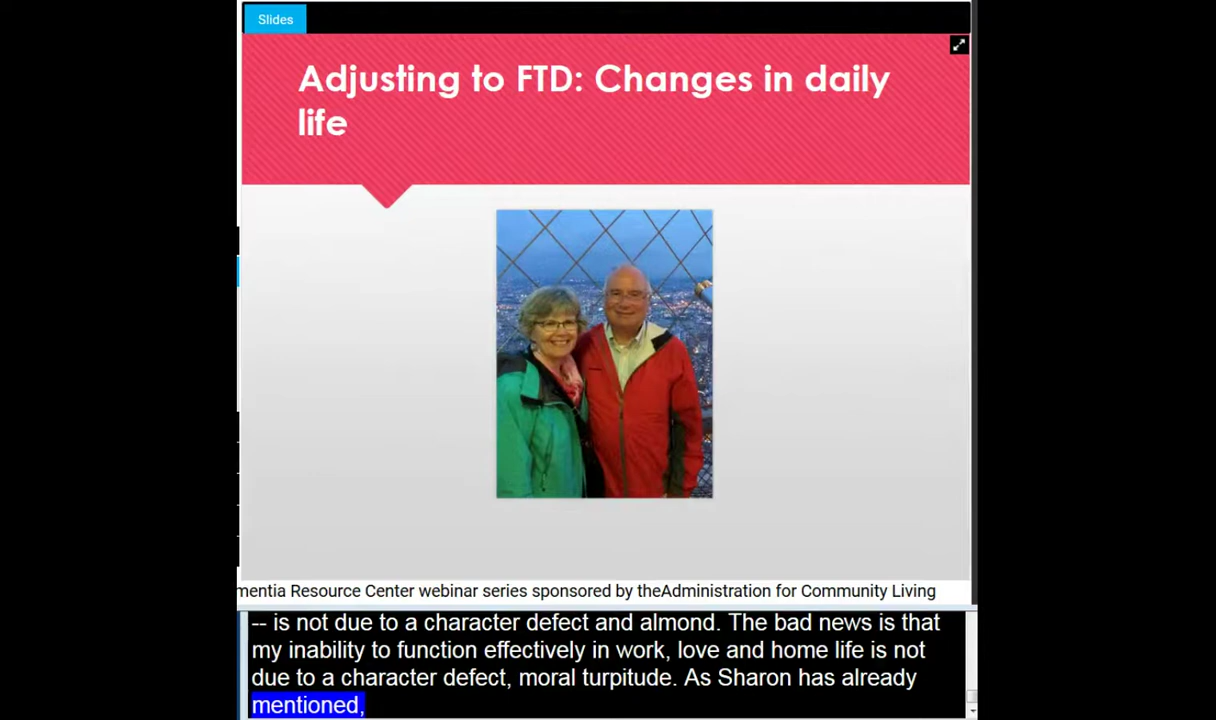 Slides
Adjusting to FTD: Changes in daily
life
mentia Resource Center webinar series sponsored by theAdministration for Community Living
-- is not due to a character defect and almond. The bad news is that
my inability to function effectively in work, love and home life is not
due to a character defect, moral turpitude. As Sharon has already
mentioned,